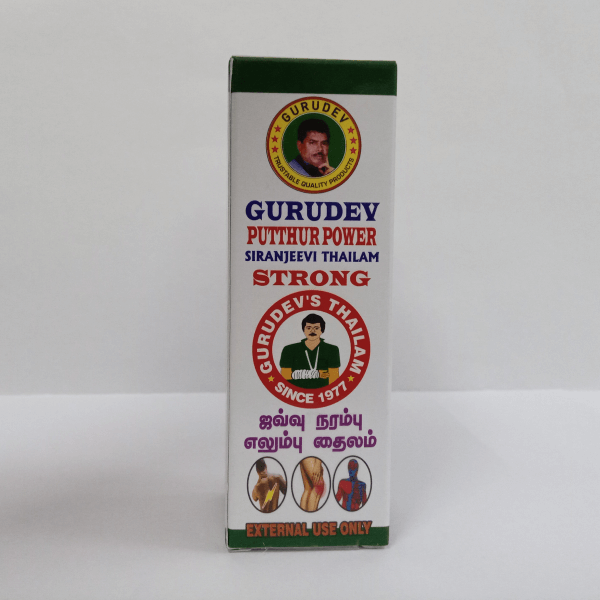 GURUDEV
TRUSTABLE QUALITY PRODUCTS
GURUDEV
PUTTHUR POWER
SIRANJEEVI THAILAM
STRONG
GURUDEV'S THAILAM
SINCE 1977
ஜவ்வு நரம்பு
எலும்பு தைலம்
EXTERNAL USE ONLY